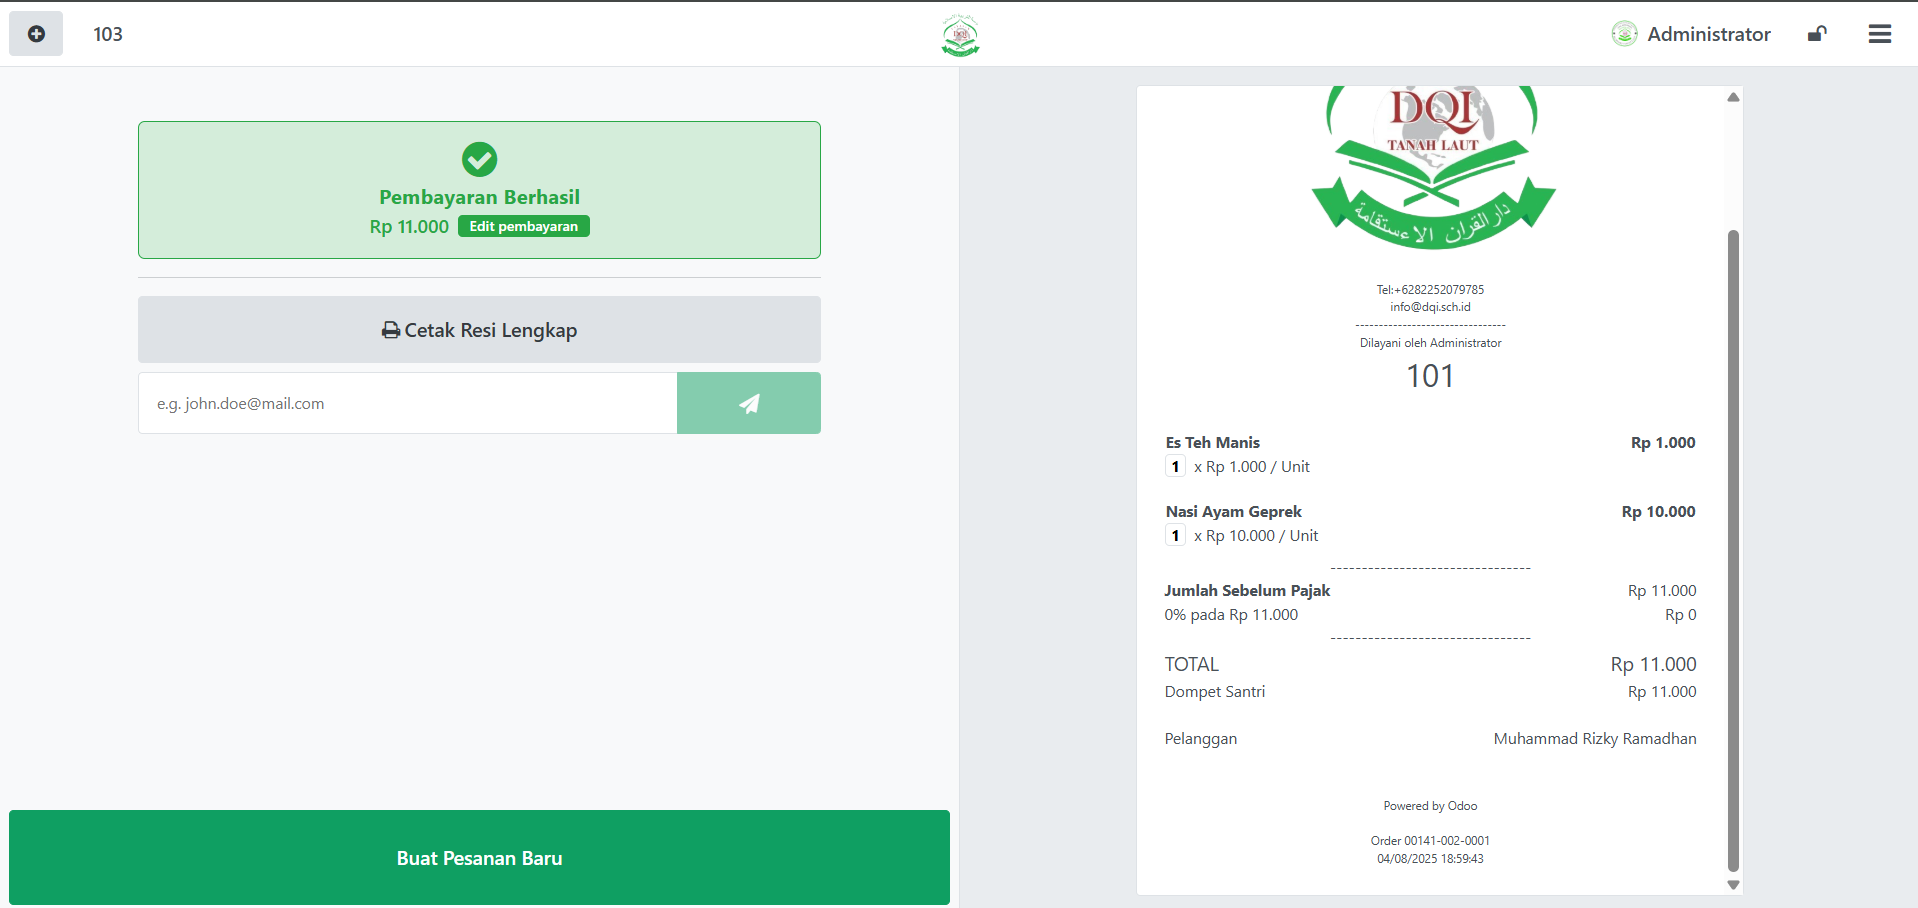 103
Administrator
Pembayaran Berhasil
Rp 11.000 Edit pembayaran
Cetak Resi Lengkap
e.g. john.doe@mail.com
Buat Pesanan Baru
DQI
TANAH LAUT
دار القران الاءستقامة
Tel:+6282252079785
info@dqi.sch.id
--------------------------------
Dilayani oleh Administrator
101
Es Teh Manis Rp 1.000
1 x Rp 1.000 / Unit
Nasi Ayam Geprek Rp 10.000
1 x Rp 10.000 / Unit
--------------------------------
Jumlah Sebelum Pajak Rp 11.000
0% pada Rp 11.000 Rp 0
--------------------------------
TOTAL Rp 11.000
Dompet Santri Rp 11.000
Pelanggan Muhammad Rizky Ramadhan
Powered by Odoo
Order 00141-002-0001
04/08/2025 18:59:43